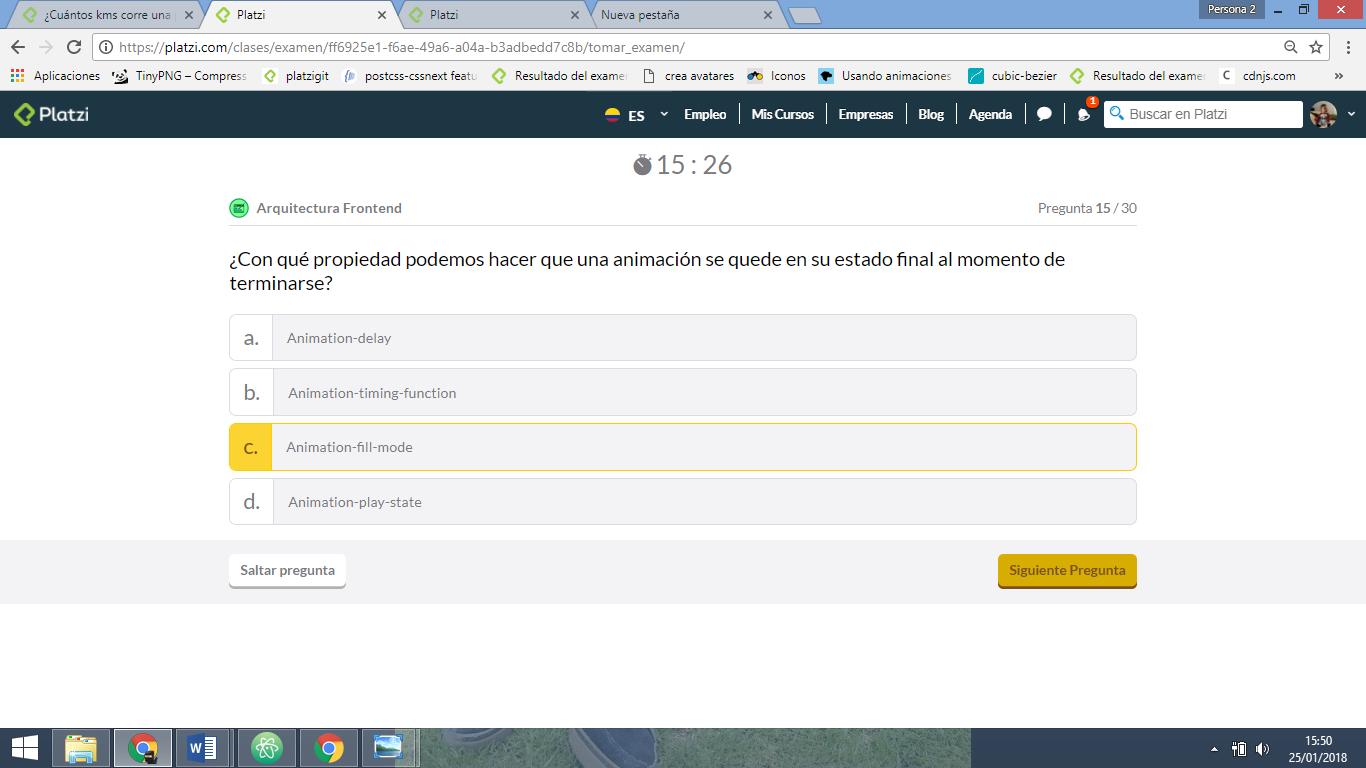 ¿Cuántos kms corre una
Platzi
Platzi
Nueva pestaña
Persona 2
https://platzi.com/clases/examen/ff6925e1-f6ae-49a6-a04a-b3adbedd7c8b/tomar_examen/
Aplicaciones
TinyPNG – Compress
platzigit
postcss-cssnext featu
Resultado del examen
crea avatares
Iconos
Usando animaciones
cubic-bezier
Resultado del examen
C
cdnjs.com
»
Platzi
ES
Empleo
Mis Cursos
Empresas
Blog
Agenda
1
Buscar en Platzi
15 : 26
Arquitectura Frontend
Pregunta 15 / 30
¿Con qué propiedad podemos hacer que una animación se quede en su estado final al momento de
terminarse?
a. Animation-delay
b. Animation-timing-function
c. Animation-fill-mode
d. Animation-play-state
Saltar pregunta
Siguiente Pregunta
15:50
25/01/2018